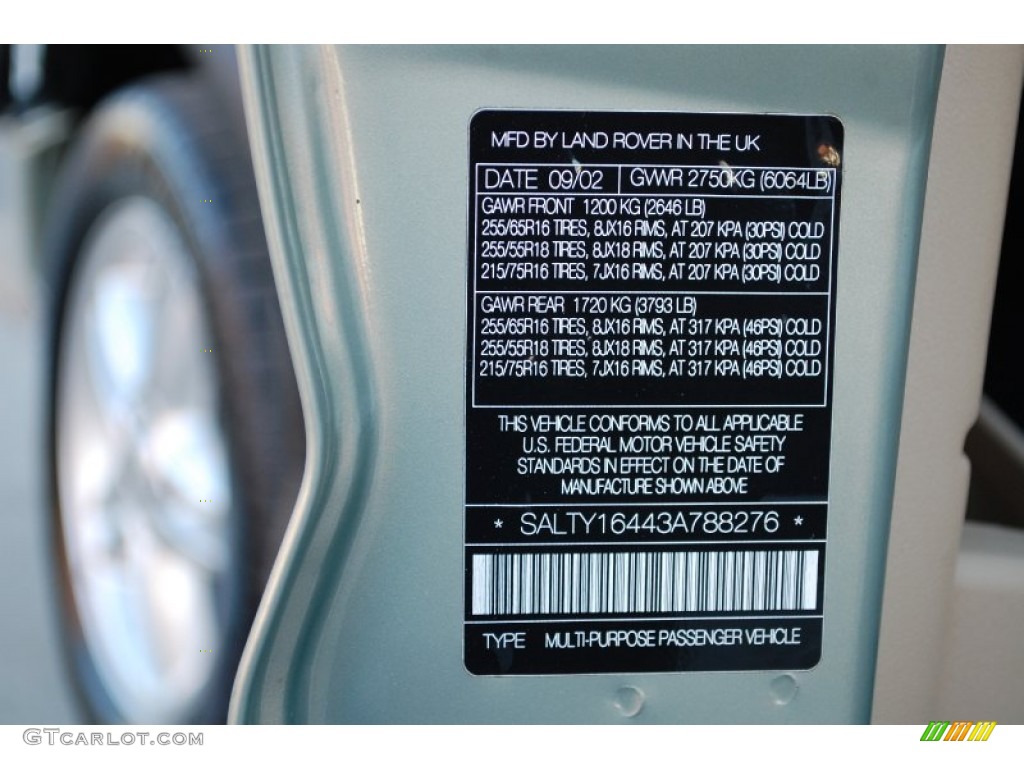 MFD BY LAND ROVER IN THE UK
DATE 09/02 GVWR 2750KG (6064LB)
GAWR FRONT 1200 KG (2646 LB)
255/65R16 TIRES, 8JX16 RIMS, AT 207 KPA (30PSI) COLD
255/55R18 TIRES, 8JX18 RIMS, AT 207 KPA (30PSI) COLD
215/75R16 TIRES, 7JX16 RIMS, AT 207 KPA (30PSI) COLD
GAWR REAR 1720 KG (3793 LB)
255/65R16 TIRES, 8JX16 RIMS, AT 317 KPA (46PSI) COLD
255/55R18 TIRES, 8JX18 RIMS, AT 317 KPA (46PSI) COLD
215/75R16 TIRES, 7JX16 RIMS, AT 317 KPA (46PSI) COLD
THIS VEHICLE CONFORMS TO ALL APPLICABLE
U.S. FEDERAL MOTOR VEHICLE SAFETY
STANDARDS IN EFFECT ON THE DATE OF
MANUFACTURE SHOWN ABOVE
* SALTY16443A788276 *
TYPE MULTI-PURPOSE PASSENGER VEHICLE
GTCARLOT.COM